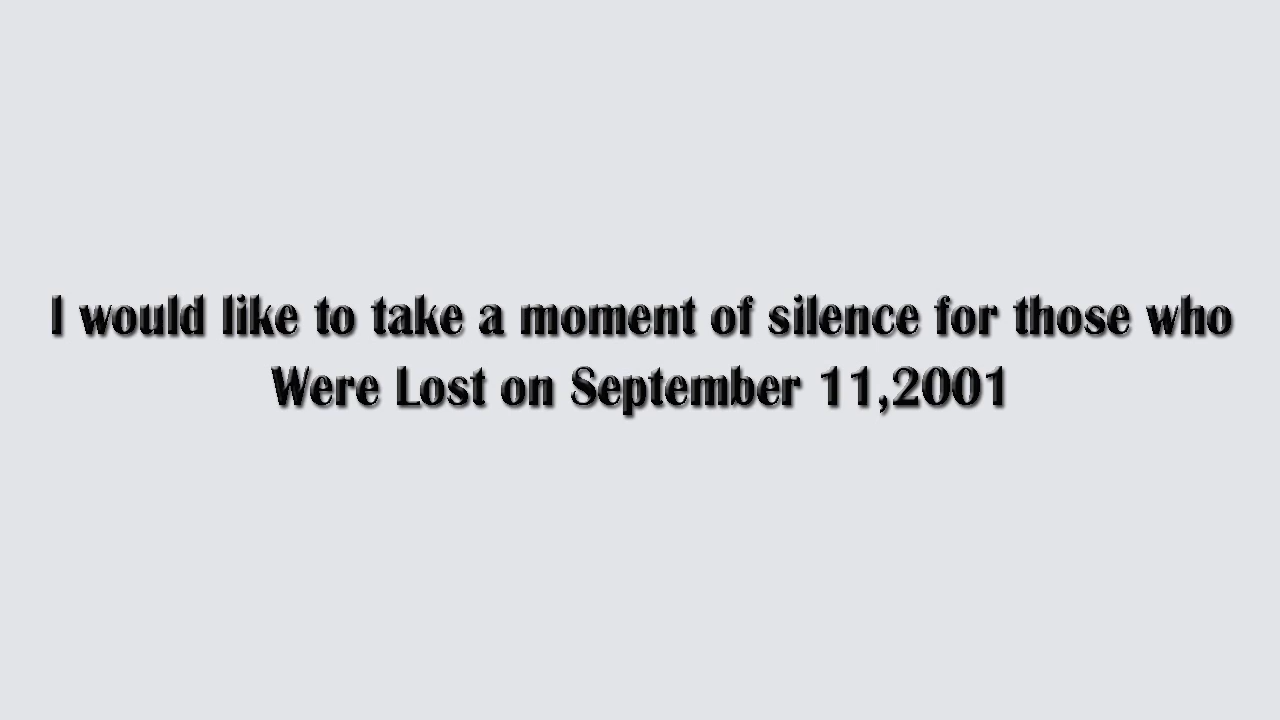 I would like to take a moment of silence for those who
Were Lost on September 11,2001